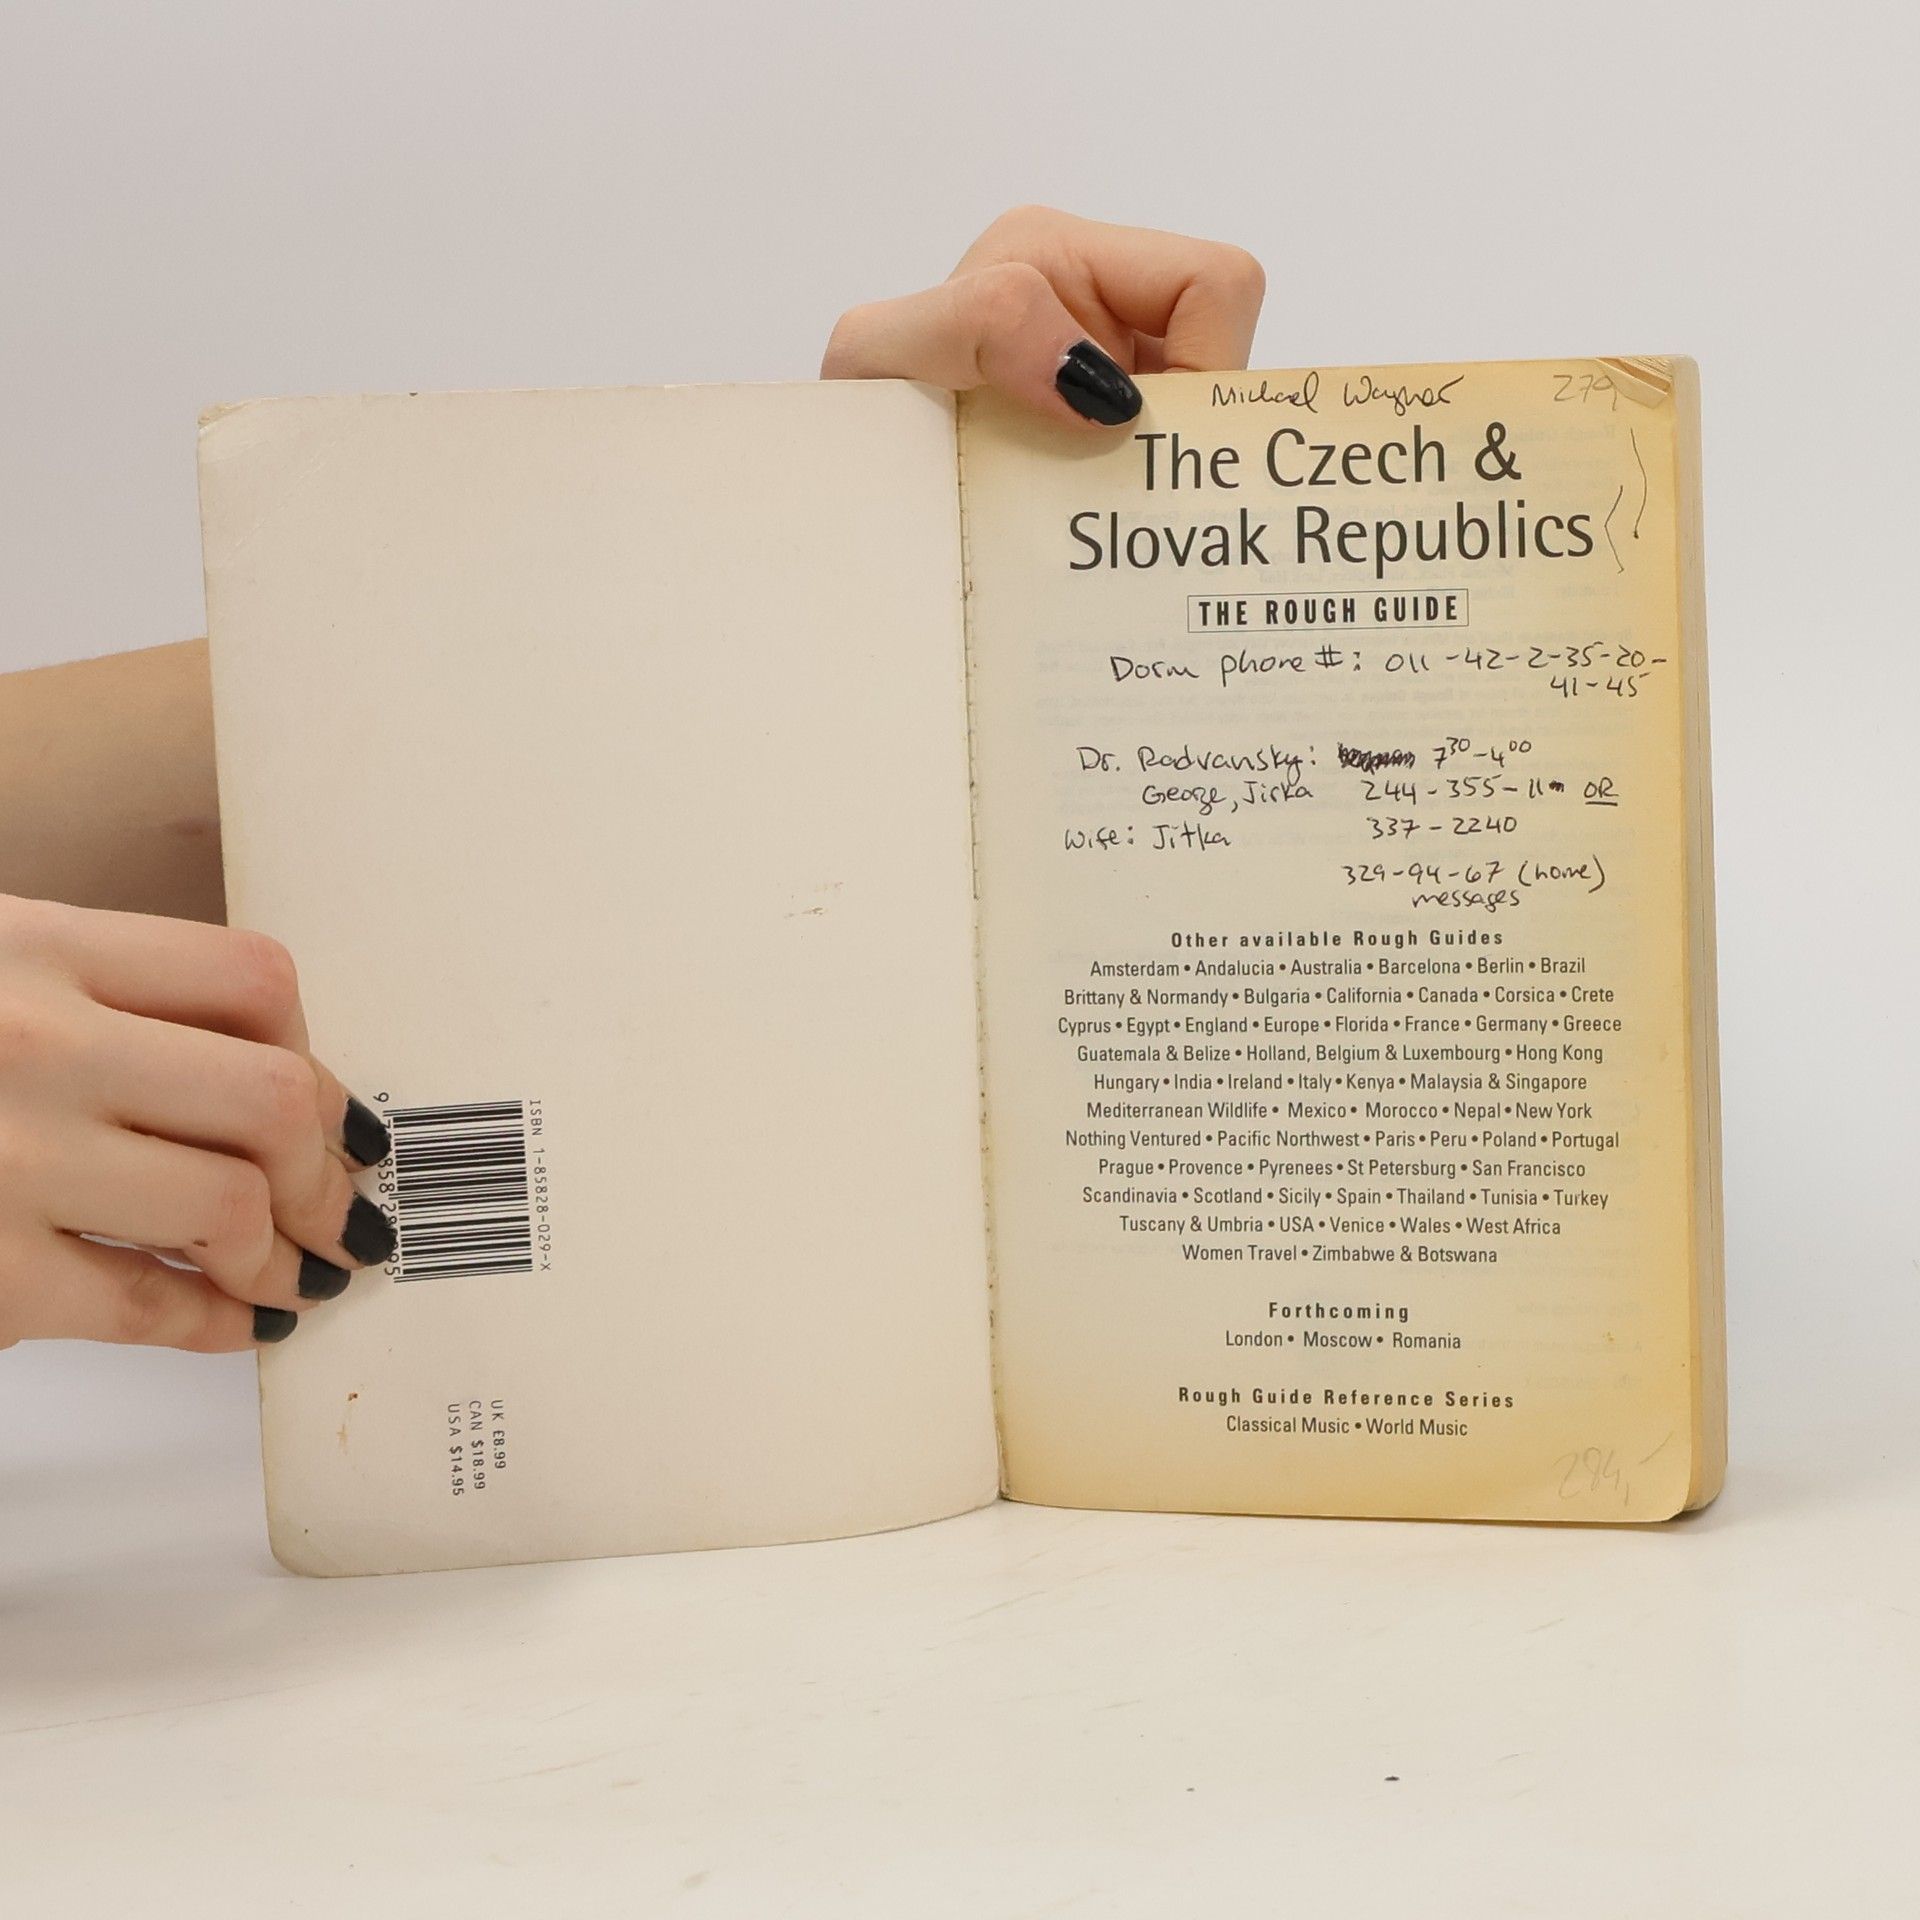 ISBN 1-85828-029-X
UK £8.99
CAN $18.99
USA $14.95
Michael Wagner 279,
The Czech &
Slovak Republics
THE ROUGH GUIDE
Dorm phone #: 011-42-2-35-20-
41-45
Dr. Radvansky: 7³⁰-4⁰⁰
George, Jirka 244-355-11 OR
Wife: Jitka 337-2240
329-94-67 (home)
messages
Other available Rough Guides
Amsterdam • Andalucia • Australia • Barcelona • Berlin • Brazil
Brittany & Normandy • Bulgaria • California • Canada • Corsica • Crete
Cyprus • Egypt • England • Europe • Florida • France • Germany • Greece
Guatemala & Belize • Holland, Belgium & Luxembourg • Hong Kong
Hungary • India • Ireland • Italy • Kenya • Malaysia & Singapore
Mediterranean Wildlife • Mexico • Morocco • Nepal • New York
Nothing Ventured • Pacific Northwest • Paris • Peru • Poland • Portugal
Prague • Provence • Pyrenees • St Petersburg • San Francisco
Scandinavia • Scotland • Sicily • Spain • Thailand • Tunisia • Turkey
Tuscany & Umbria • USA • Venice • Wales • West Africa
Women Travel • Zimbabwe & Botswana
Forthcoming
London • Moscow • Romania
Rough Guide Reference Series
Classical Music • World Music
284,-